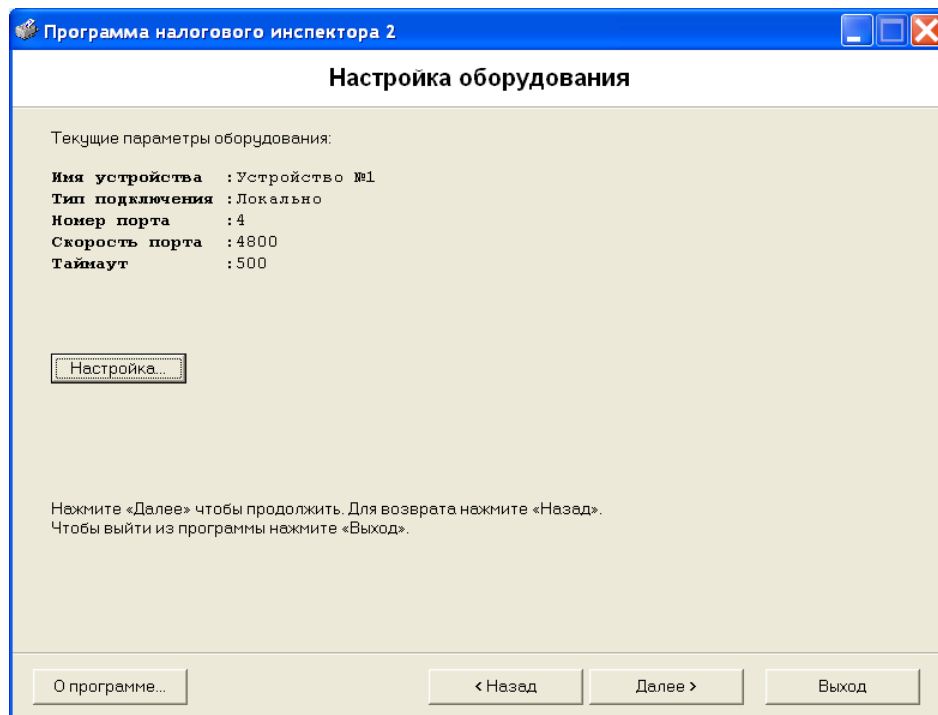 Программа налогового инспектора 2
Настройка оборудования
Текущие параметры оборудования:
Имя устройства :Устройство №1
Тип подключения :Локально
Номер порта :4
Скорость порта :4800
Таймаут :500
Настройка...
Нажмите «Далее» чтобы продолжить. Для возврата нажмите «Назад».
Чтобы выйти из программы нажмите «Выход».
О программе...
< Назад
Далее >
Выход